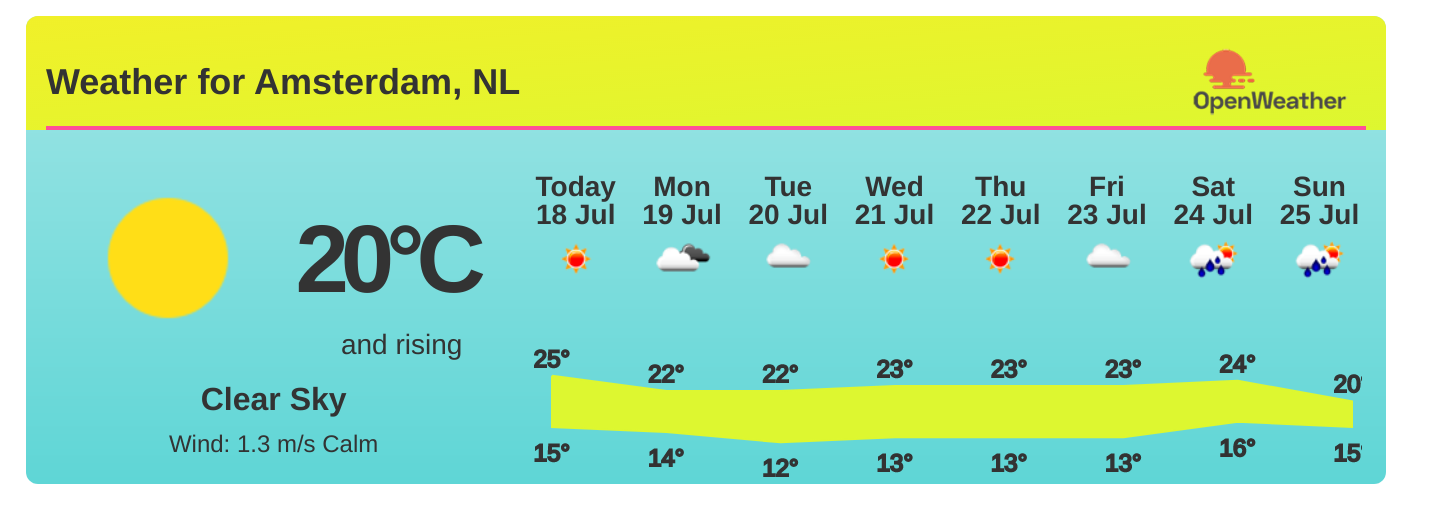 Weather for Amsterdam, NL
OpenWeather
20°C
and rising
Clear Sky
Wind: 1.3 m/s Calm
Today Mon Tue Wed Thu Fri Sat Sun
18 Jul 19 Jul 20 Jul 21 Jul 22 Jul 23 Jul 24 Jul 25 Jul
25° 22° 22° 23° 23° 23° 24° 20°
15° 14° 12° 13° 13° 13° 16° 15°